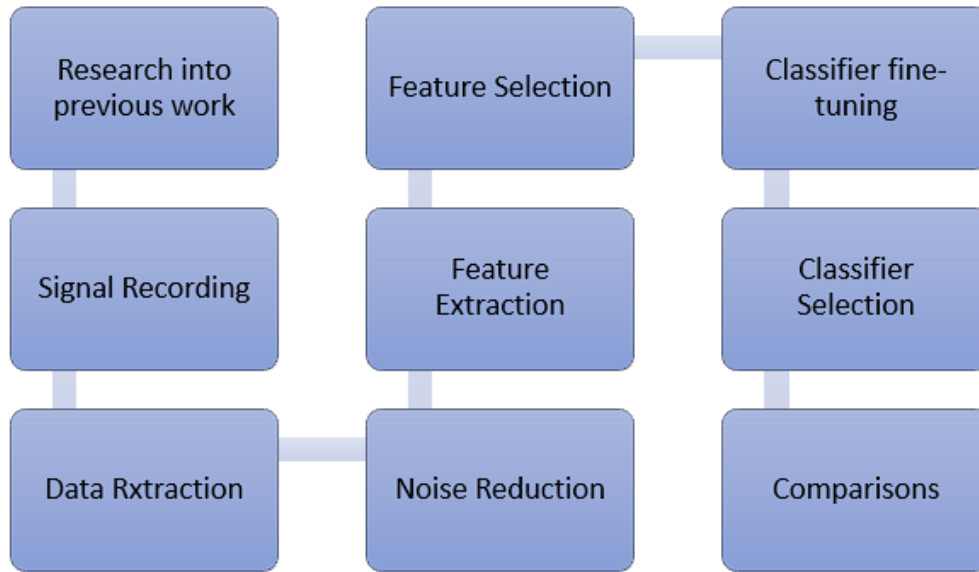 Research into
previous work
Signal Recording
Data Rxtraction
Noise Reduction
Feature
Extraction
Feature Selection
Classifier fine-
tuning
Classifier
Selection
Comparisons